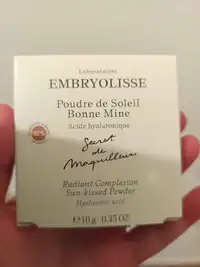 Laboratoires
EMBRYOLISSE
Poudre de Soleil
Bonne Mine
Acide hyaluronique
Secret
de
Maquilleurs
Radiant Complexion
Sun-kissed Powder
Hyaluronic acid
℮ 10 g 0.35 OZ